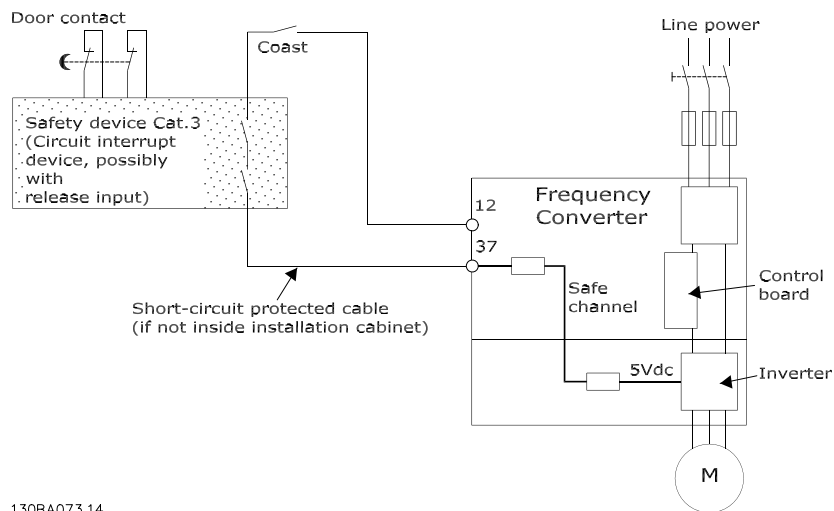 Door contact
Coast
Line power
Safety device Cat.3
(Circuit interrupt
device, possibly
with
release input)
12
Frequency
Converter
37
Safe
channel
Control
board
Short-circuit protected cable
(if not inside installation cabinet)
5Vdc
Inverter
M
130BA073.14